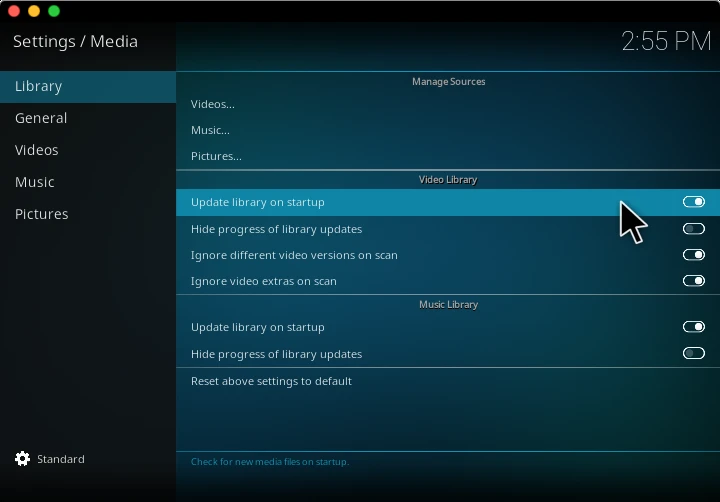 Settings / Media
2:55 PM
Library
General
Videos
Music
Pictures
Standard
Manage Sources
Videos...
Music...
Pictures...
Video Library
Update library on startup
Hide progress of library updates
Ignore different video versions on scan
Ignore video extras on scan
Music Library
Update library on startup
Hide progress of library updates
Reset above settings to default
Check for new media files on startup.